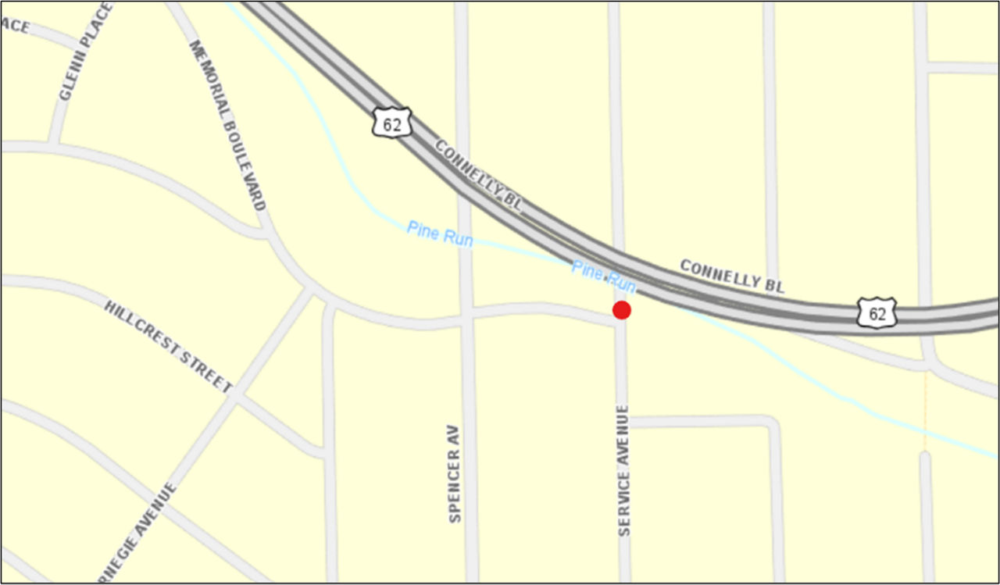 ACE
GLENN PLACE
MEMORIAL BOULEVARD
62
CONNELLY BL
Pine Run
Pine Run
CONNELLY BL
62
HILLCREST STREET
SPENCER AV
SERVICE AVENUE
RNEGIE AVENUE